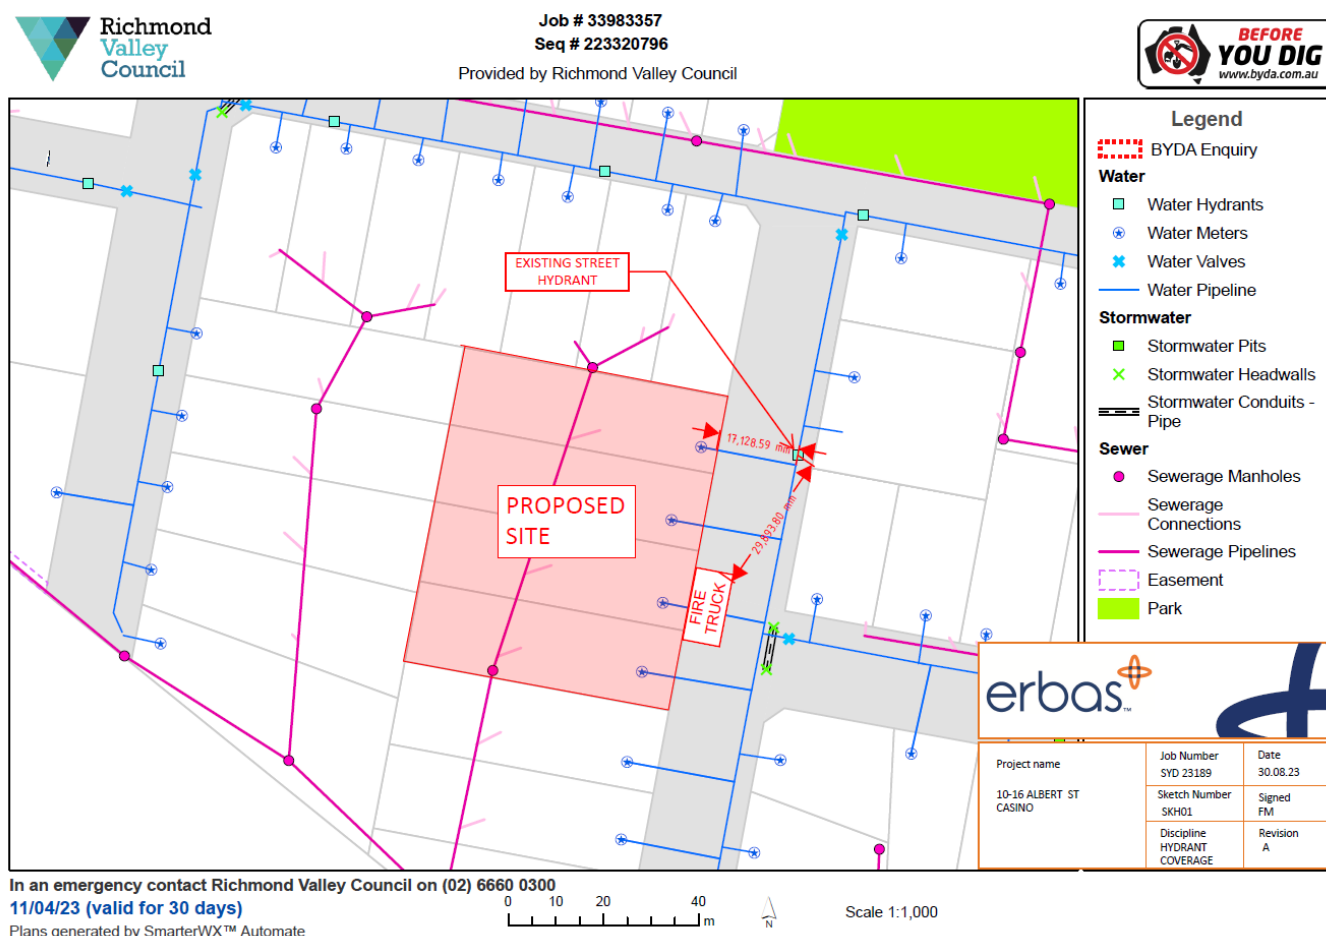 Richmond
Valley
Council
Job # 33983357
Seq # 223320796
Provided by Richmond Valley Council
BEFORE
YOU DIG
www.byda.com.au
EXISTING STREET
HYDRANT
17,128.59 mm
29,893.80 mm
PROPOSED
SITE
FIRE
TRUCK
Legend
BYDA Enquiry
Water
Water Hydrants
Water Meters
Water Valves
Water Pipeline
Stormwater
Stormwater Pits
Stormwater Headwalls
Stormwater Conduits -
Pipe
Sewer
Sewerage Manholes
Sewerage
Connections
Sewerage Pipelines
Easement
Park
erbas™
Project name
10-16 ALBERT ST
CASINO
Job Number
SYD 23189
Date
30.08.23
Sketch Number
SKH01
Signed
FM
Discipline
HYDRANT
COVERAGE
Revision
A
In an emergency contact Richmond Valley Council on (02) 6660 0300
11/04/23 (valid for 30 days)
Plans generated by SmarterWX™ Automate
0 10 20 40
m
N
Scale 1:1,000